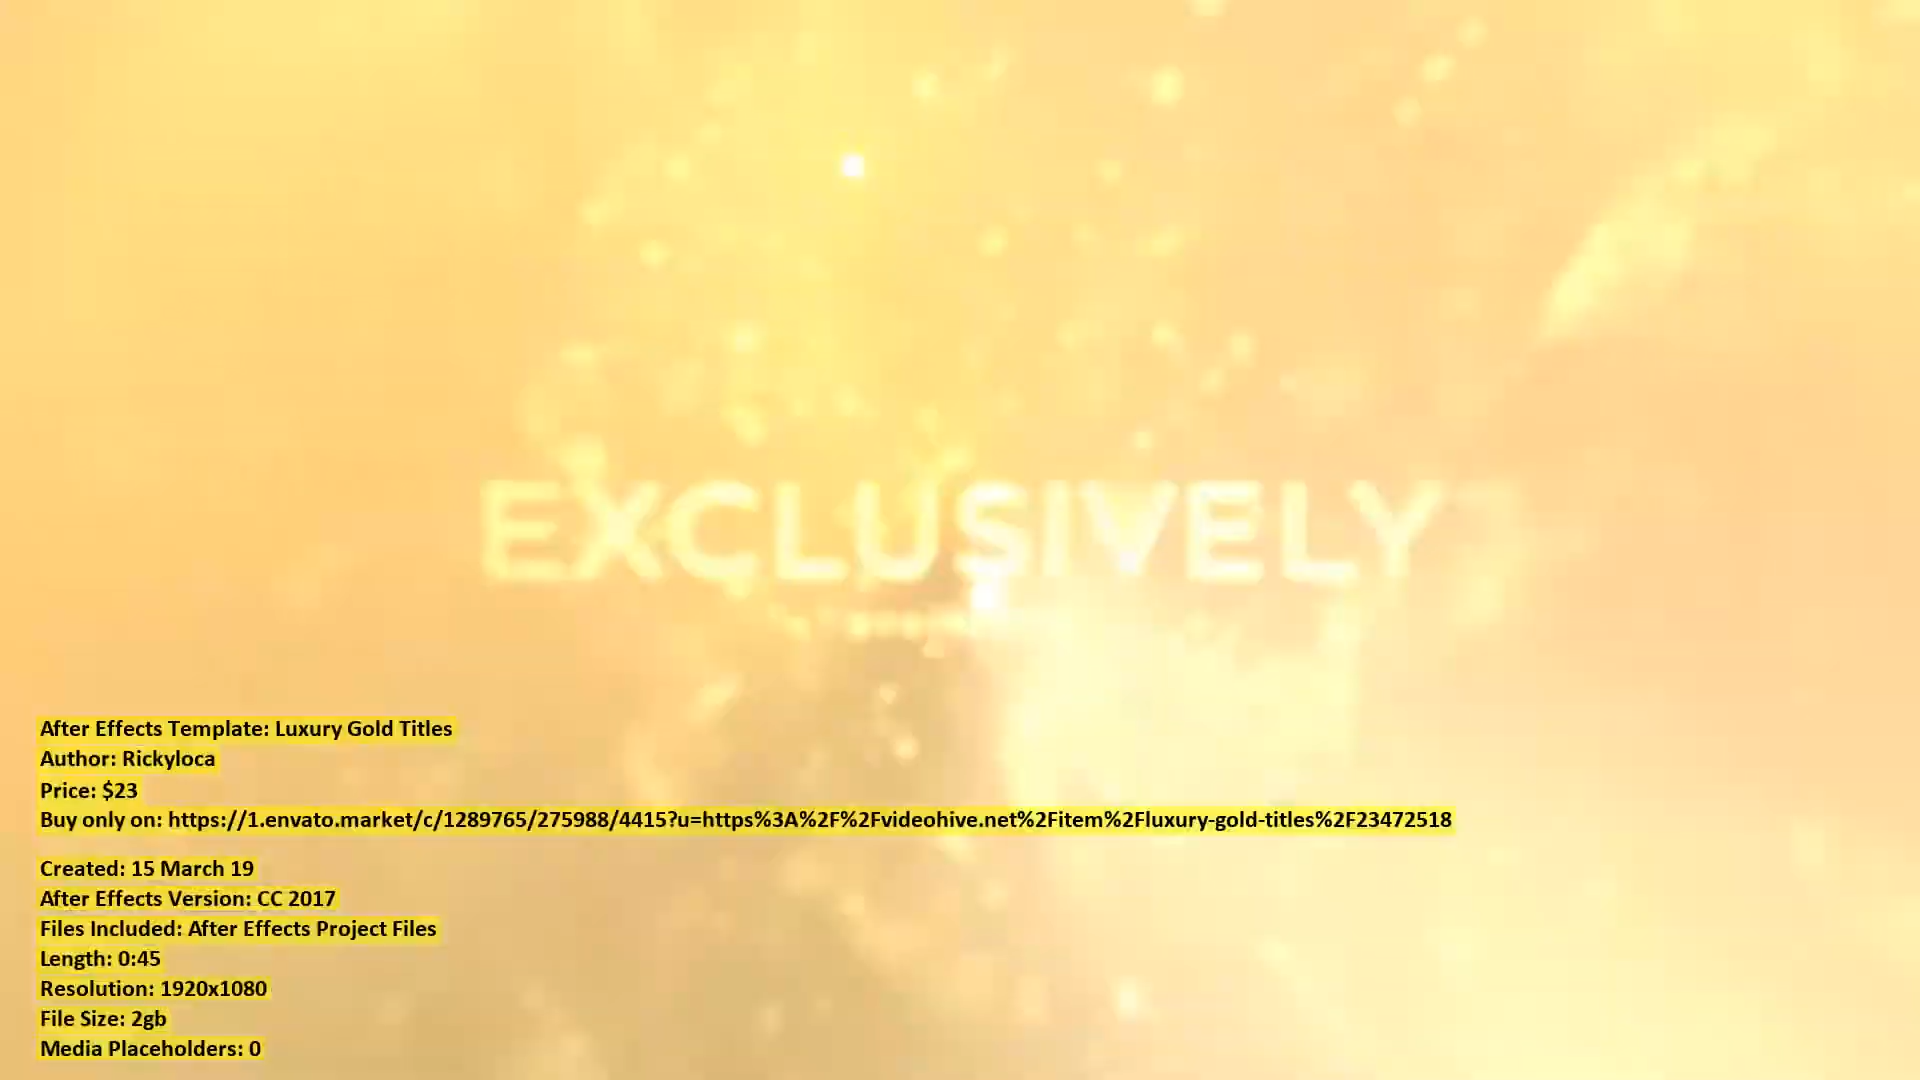 EXCLUSIVELY
After Effects Template: Luxury Gold Titles
Author: Rickyloca
Price: $23
Buy only on: https://1.envato.market/c/1289765/275988/4415?u=https%3A%2F%2Fvideohive.net%2Fitem%2Fluxury-gold-titles%2F23472518
Created: 15 March 19
After Effects Version: CC 2017
Files Included: After Effects Project Files
Length: 0:45
Resolution: 1920x1080
File Size: 2gb
Media Placeholders: 0